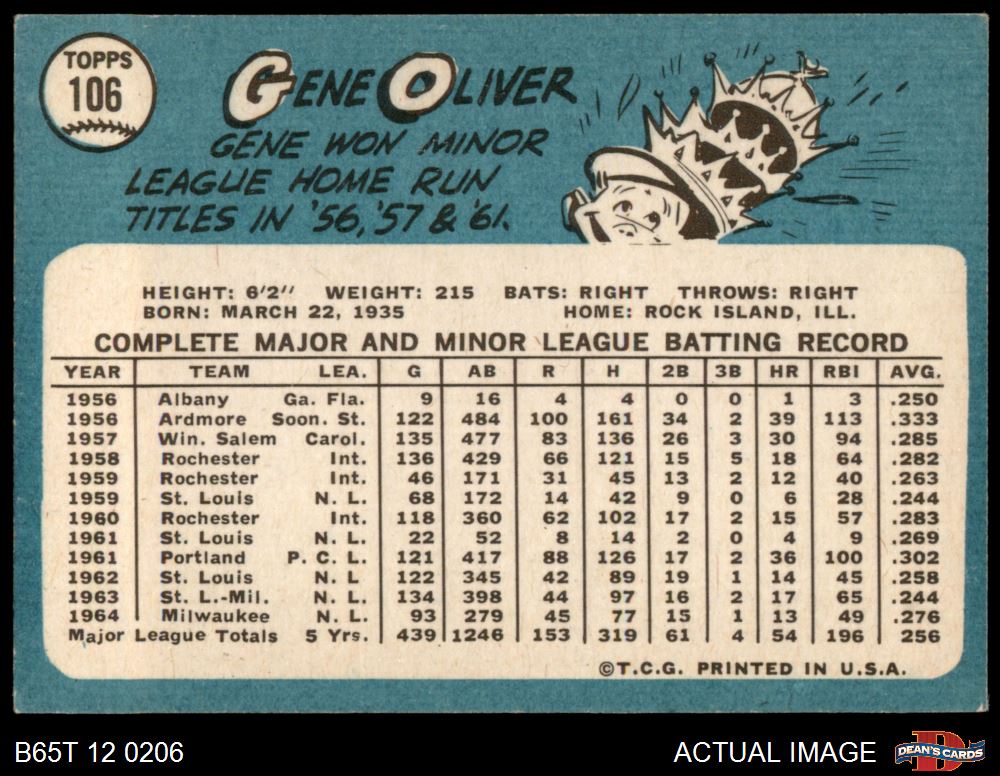 TOPPS
106
GENE OLIVER
GENE WON MINOR
LEAGUE HOME RUN
TITLES IN '56, '57 & '61.
HEIGHT: 6'2" WEIGHT: 215 BATS: RIGHT THROWS: RIGHT
BORN: MARCH 22, 1935 HOME: ROCK ISLAND, ILL.
COMPLETE MAJOR AND MINOR LEAGUE BATTING RECORD
YEAR TEAM LEA. G AB R H 2B 3B HR RBI AVG.
1956 Albany Ga. Fla. 9 16 4 4 0 0 1 3 .250
1956 Ardmore Soon. St. 122 484 100 161 34 2 39 113 .333
1957 Win. Salem Carol. 135 477 83 136 26 3 30 94 .285
1958 Rochester Int. 136 429 66 121 15 5 18 64 .282
1959 Rochester Int. 46 171 31 45 13 2 12 40 .263
1959 St. Louis N. L. 68 172 14 42 9 0 6 28 .244
1960 Rochester Int. 118 360 62 102 17 2 15 57 .283
1961 St. Louis N. L. 22 52 8 14 2 0 4 9 .269
1961 Portland P. C. L. 121 417 88 126 17 2 36 100 .302
1962 St. Louis N. L 122 345 42 89 19 1 14 45 .258
1963 St. L.-Mil. N. L. 134 398 44 97 16 2 17 65 .244
1964 Milwaukee N. L. 93 279 45 77 15 1 13 49 .276
Major League Totals 5 Yrs. 439 1246 153 319 61 4 54 196 256
©T.C.G. PRINTED IN U.S.A.
B65T 12 0206 ACTUAL IMAGE DEAN'S CARDS